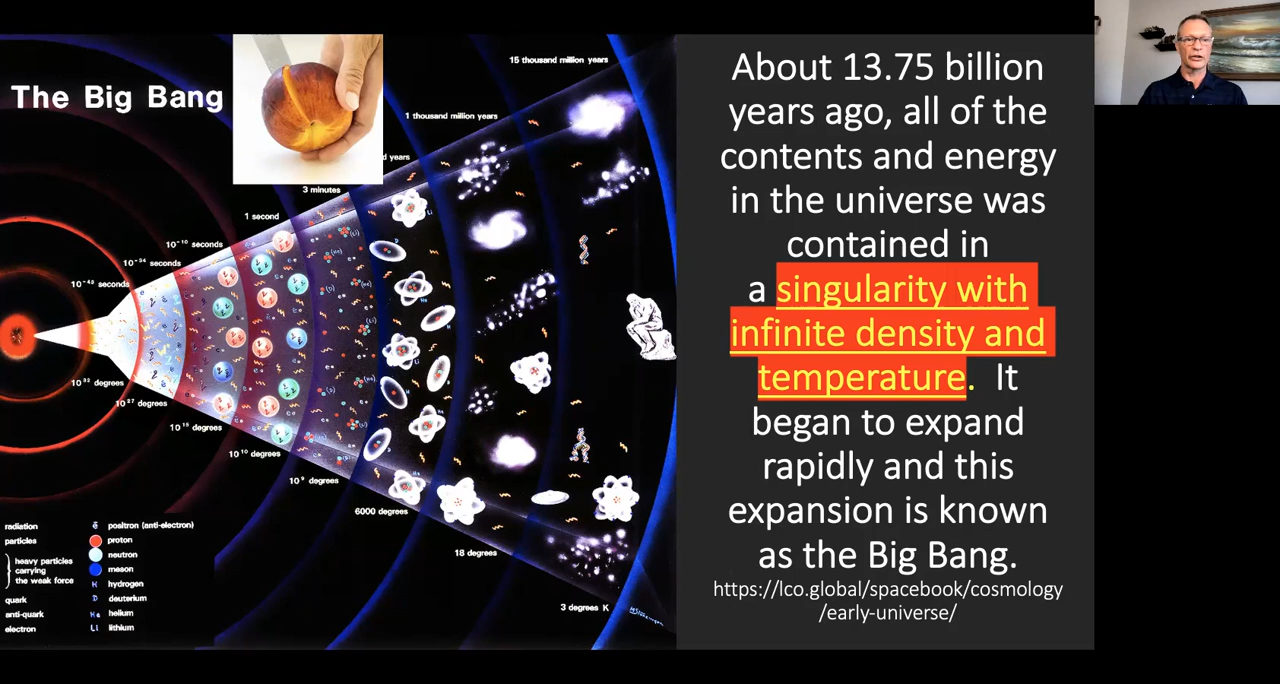 The Big Bang
15 thousand million years
1 thousand million years
d years
3 minutes
1 second
10⁻¹⁰ seconds
10⁻³⁴ seconds
10⁻⁴³ seconds
10³² degrees
10²⁷ degrees
10¹⁵ degrees
10¹⁰ degrees
10⁹ degrees
6000 degrees
18 degrees
3 degrees K
radiation
particles
heavy particles
carrying
the weak force
quark
anti-quark
electron
positron (anti-electron)
proton
neutron
meson
H hydrogen
D deuterium
He helium
Li lithium
About 13.75 billion
years ago, all of the
contents and energy
in the universe was
contained in
a singularity with
infinite density and
temperature. It
began to expand
rapidly and this
expansion is known
as the Big Bang.
https://lco.global/spacebook/cosmology
/early-universe/